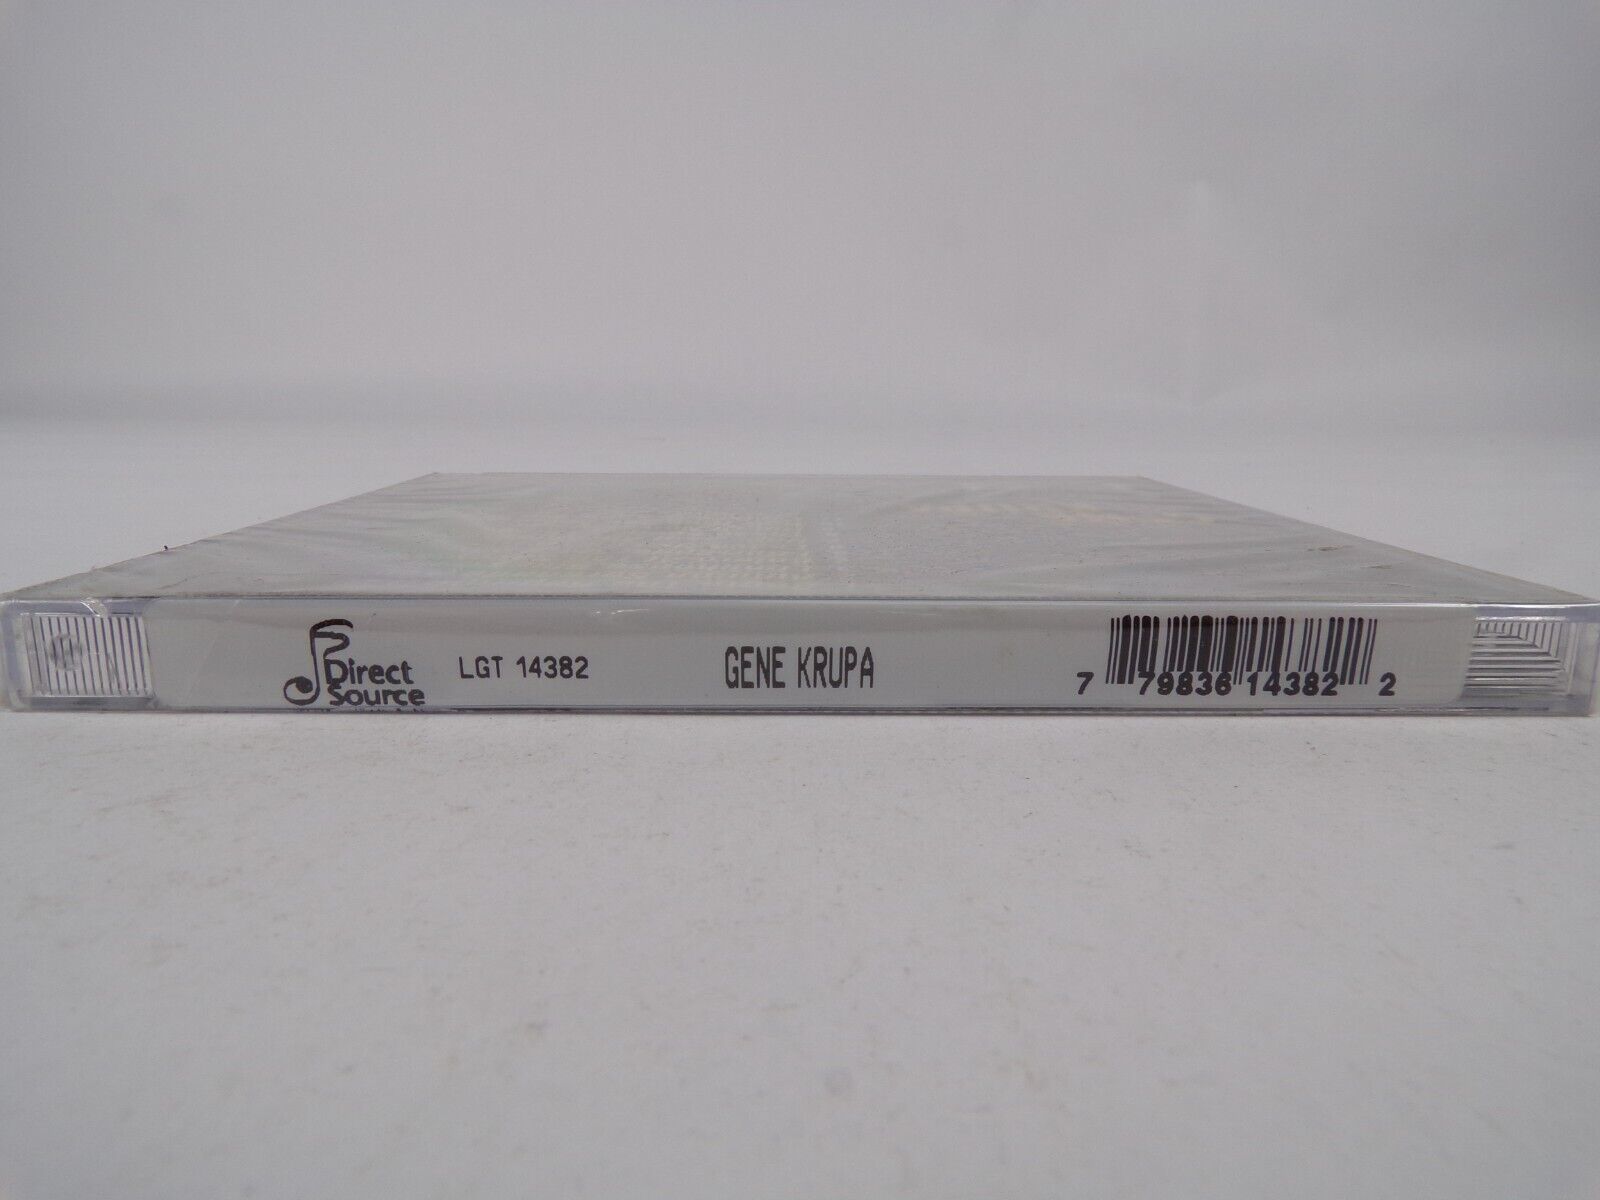 Direct
Source
LGT 14382
GENE KRUPA
7 79836 14382 2